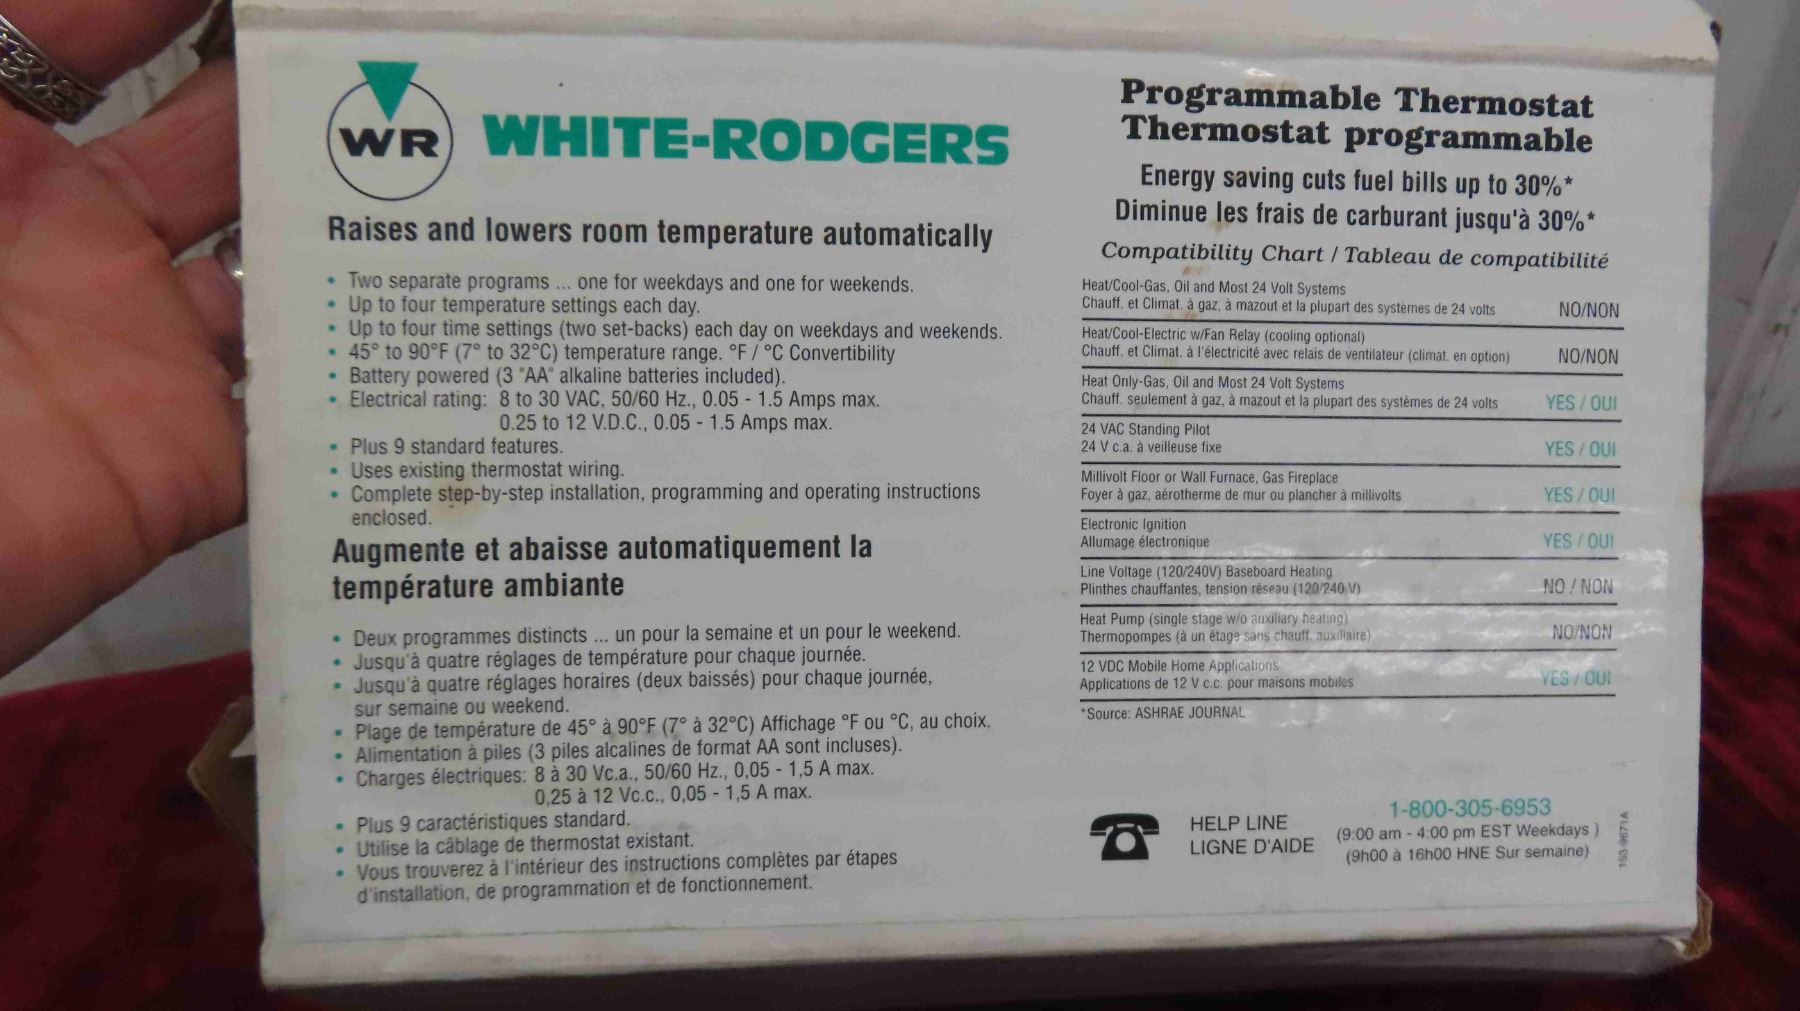 WR WHITE-RODGERS
Raises and lowers room temperature automatically
• Two separate programs ... one for weekdays and one for weekends.
• Up to four temperature settings each day.
• Up to four time settings (two set-backs) each day on weekdays and weekends.
• 45° to 90°F (7° to 32°C) temperature range. °F / °C Convertibility
• Battery powered (3 "AA" alkaline batteries included).
• Electrical rating: 8 to 30 VAC, 50/60 Hz., 0.05 - 1.5 Amps max.
0.25 to 12 V.D.C., 0.05 - 1.5 Amps max.
• Plus 9 standard features.
• Uses existing thermostat wiring.
• Complete step-by-step installation, programming and operating instructions
enclosed.
Augmente et abaisse automatiquement la
température ambiante
• Deux programmes distincts ... un pour la semaine et un pour le weekend.
• Jusqu'à quatre réglages de température pour chaque journée.
• Jusqu'à quatre réglages horaires (deux baissés) pour chaque journée,
sur semaine ou weekend.
• Plage de température de 45° à 90°F (7° à 32°C) Affichage °F ou °C, au choix.
• Alimentation à piles (3 piles alcalines de format AA sont incluses).
• Charges électriques: 8 à 30 Vc.a., 50/60 Hz., 0,05 - 1,5 A max.
0,25 à 12 Vc.c., 0,05 - 1,5 A max.
• Plus 9 caractéristiques standard.
• Utilise la câblage de thermostat existant.
• Vous trouverez à l'intérieur des instructions complètes par étapes
d'installation, de programmation et de fonctionnement.
Programmable Thermostat
Thermostat programmable
Energy saving cuts fuel bills up to 30%*
Diminue les frais de carburant jusqu'à 30%*
Compatibility Chart / Tableau de compatibilité
Heat/Cool-Gas, Oil and Most 24 Volt Systems
Chauff. et Climat. à gaz, à mazout et la plupart des systèmes de 24 volts NO/NON
Heat/Cool-Electric w/Fan Relay (cooling optional)
Chauff. et Climat. à l'électricité avec relais de ventilateur (climat. en option) NO/NON
Heat Only-Gas, Oil and Most 24 Volt Systems
Chauff. seulement à gaz, à mazout et la plupart des systèmes de 24 volts YES / OUI
24 VAC Standing Pilot
24 V c.a. à veilleuse fixe YES / OUI
Millivolt Floor or Wall Furnace, Gas Fireplace
Foyer à gaz, aérotherme de mur ou plancher à millivolts YES / OUI
Electronic Ignition
Allumage électronique YES / OUI
Line Voltage (120/240V) Baseboard Heating
Plinthes chauffantes, tension réseau (120/240 V) NO / NON
Heat Pump (single stage w/o auxiliary heating)
Thermopompes (à un étage sans chauff. auxiliaire) NO/NON
12 VDC Mobile Home Applications
Applications de 12 V c.c. pour maisons mobiles YES / OUI
*Source: ASHRAE JOURNAL
HELP LINE
LIGNE D'AIDE
1-800-305-6953
(9:00 am - 4:00 pm EST Weekdays )
(9h00 à 16h00 HNE Sur semaine)
153-9671A